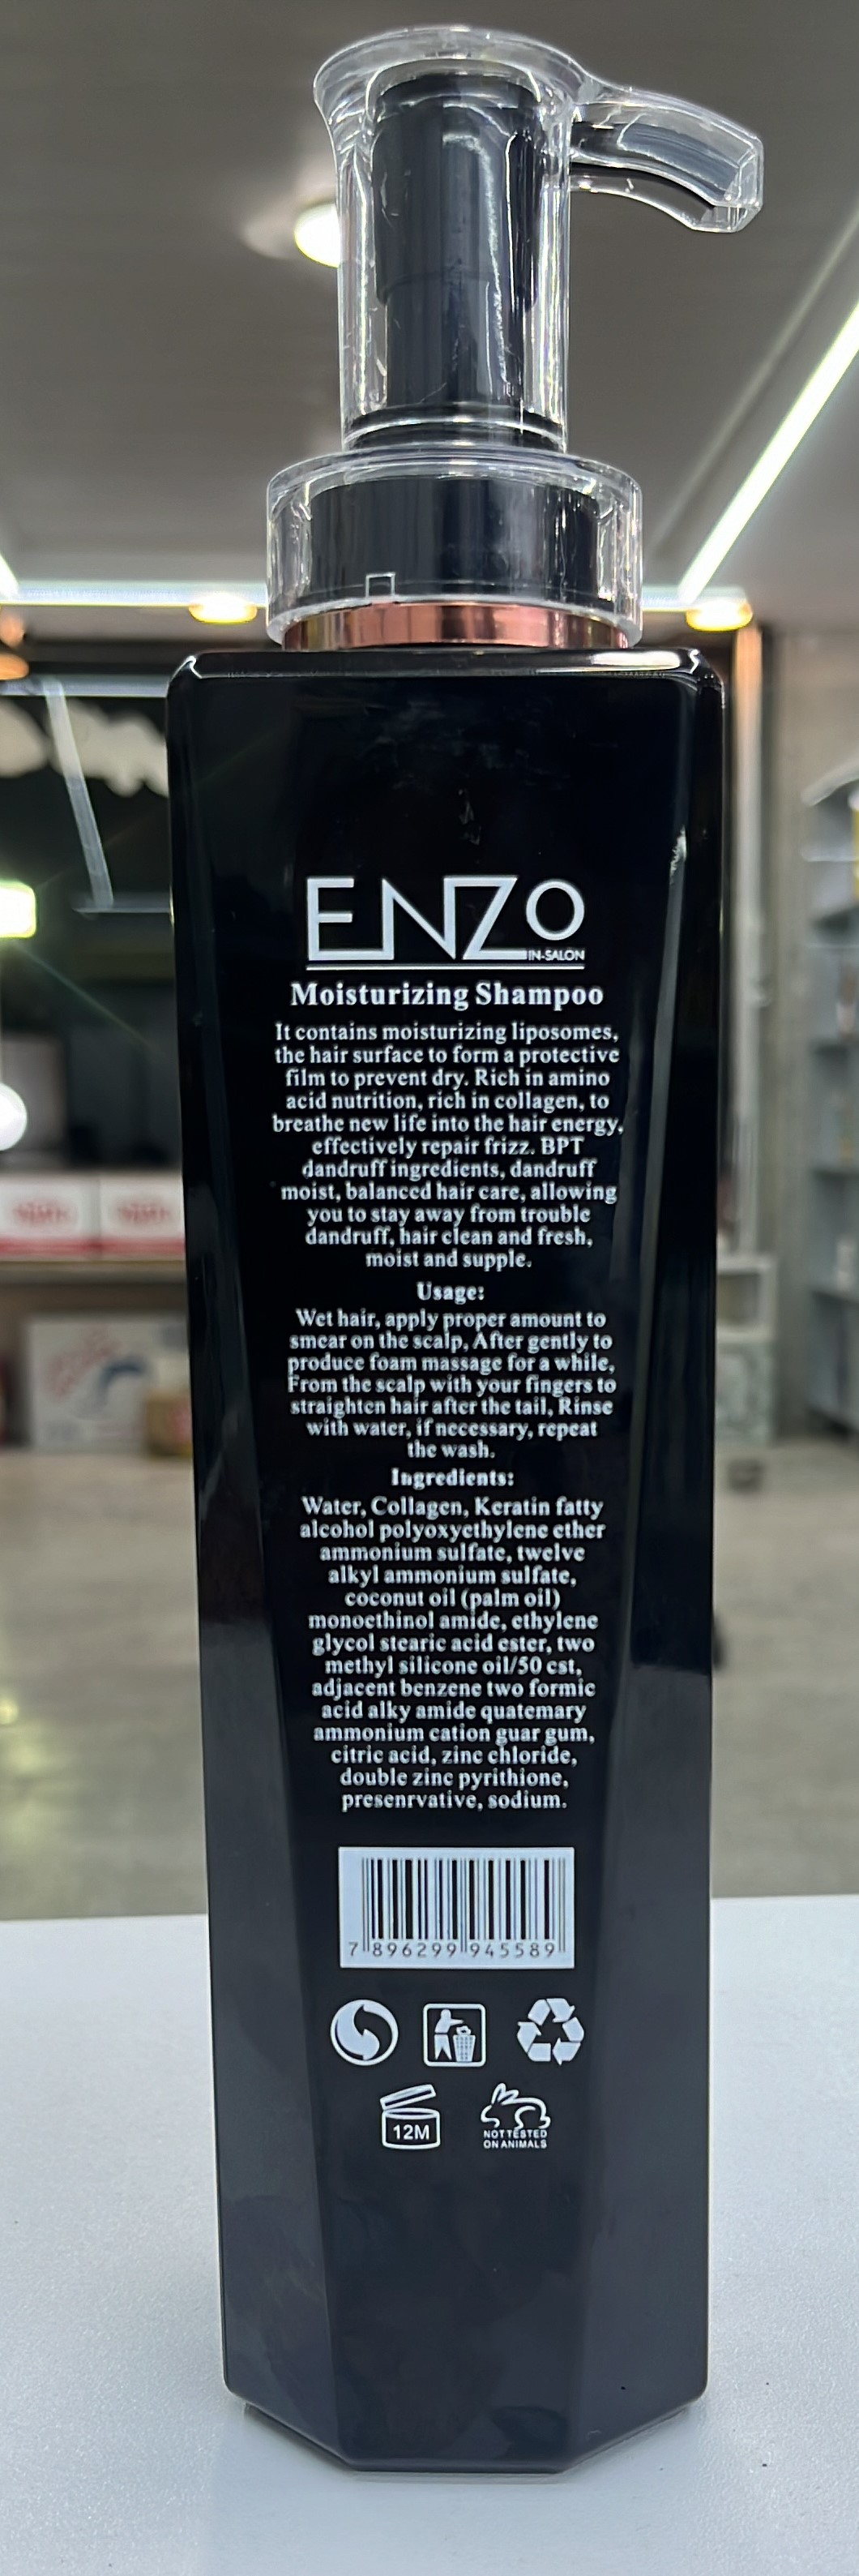 ENZO
IN-SALON
Moisturizing Shampoo
It contains moisturizing liposomes,
the hair surface to form a protective
film to prevent dry. Rich in amino
acid nutrition, rich in collagen, to
breathe new life into the hair energy,
effectively repair frizz. BPT
dandruff ingredients, dandruff
moist, balanced hair care, allowing
you to stay away from trouble
dandruff, hair clean and fresh,
moist and supple.
Usage:
Wet hair, apply proper amount to
smear on the scalp, After gently to
produce foam massage for a while,
From the scalp with your fingers to
straighten hair after the tail, Rinse
with water, if necessary, repeat
the wash.
Ingredients:
Water, Collagen, Keratin fatty
alcohol polyoxyethylene ether
ammonium sulfate, twelve
alkyl ammonium sulfate,
coconut oil (palm oil)
monoethinol amide, ethylene
glycol stearic acid ester, two
methyl silicone oil/50 cst,
adjacent benzene two formic
acid alky amide quatemary
ammonium cation guar gum,
citric acid, zinc chloride,
double zinc pyrithione,
presenrvative, sodium.
7 896299 945589
12M
NOT TESTED
ON ANIMALS